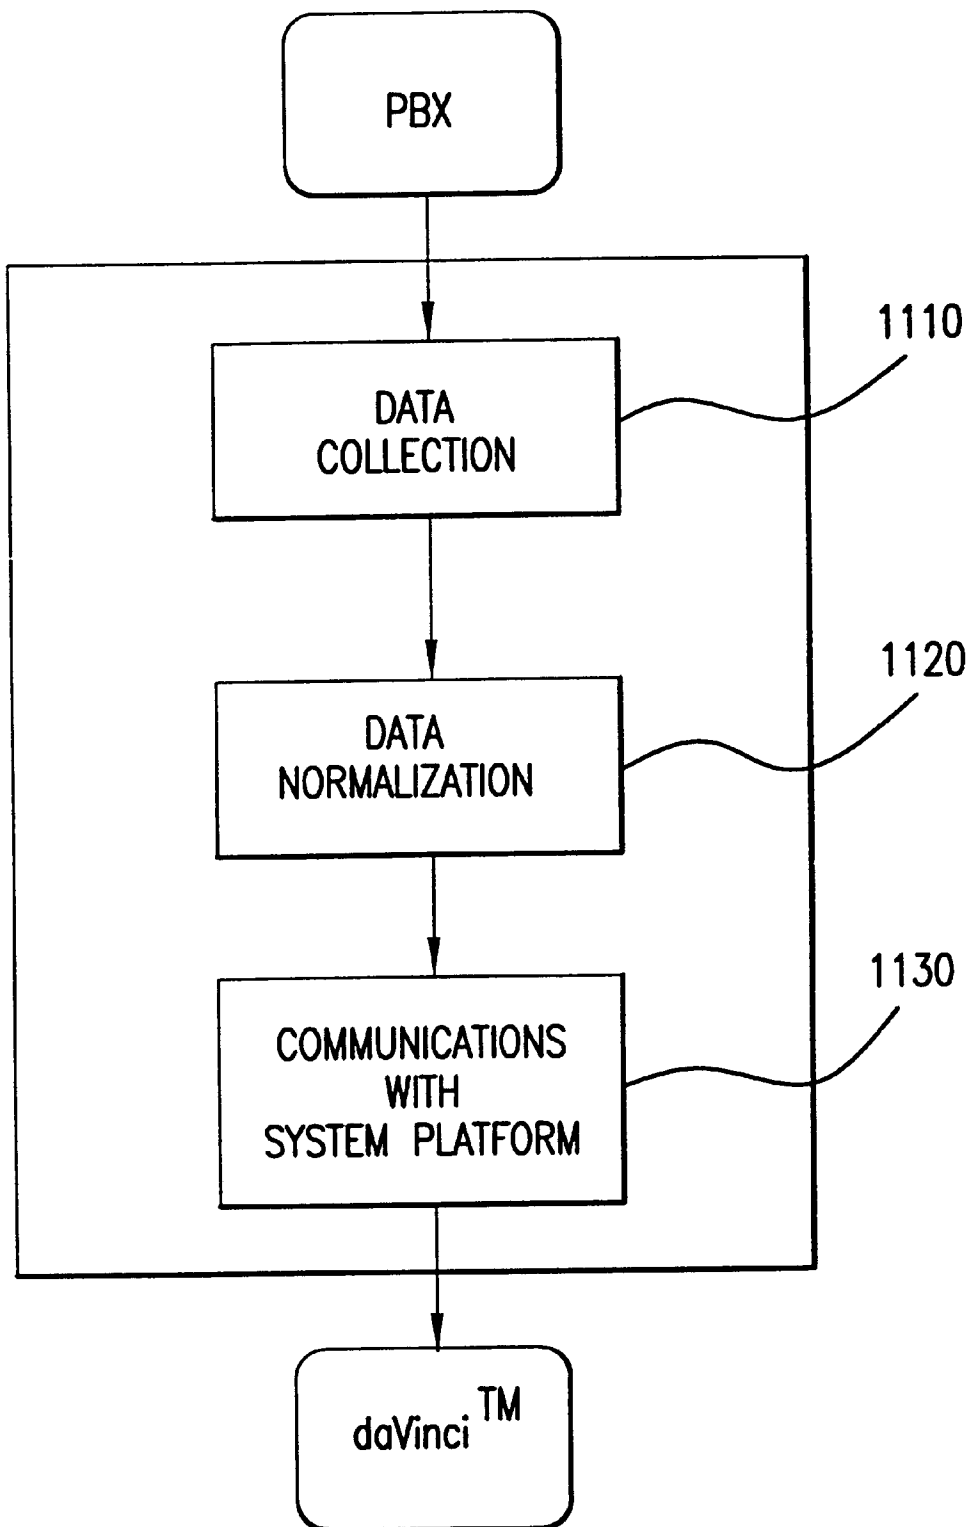 PBX
1110
DATA
COLLECTION
1120
DATA
NORMALIZATION
1130
COMMUNICATIONS
WITH
SYSTEM PLATFORM
daVinci™